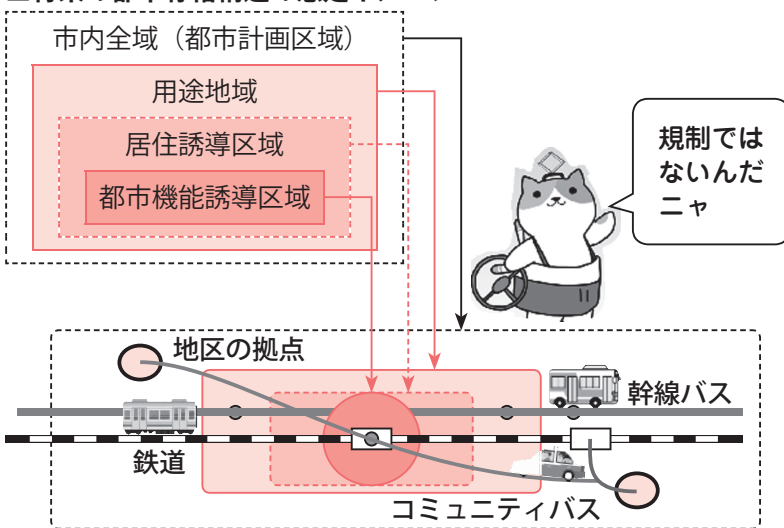 市内全域（都市計画区域）
用途地域
居住誘導区域
都市機能誘導区域
規制では
ないんだ
ニャ
地区の拠点
幹線バス
鉄道
コミュニティバス